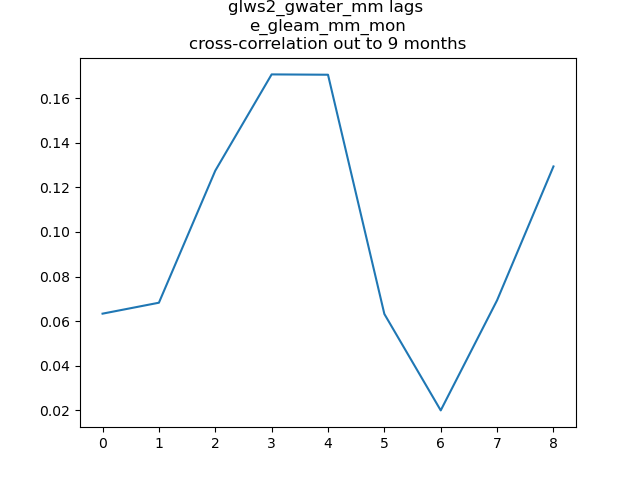 glws2_gwater_mm lags
e_gleam_mm_mon
cross-correlation out to 9 months
0.16
0.14
0.12
0.10
0.08
0.06
0.04
0.02
0 1 2 3 4 5 6 7 8